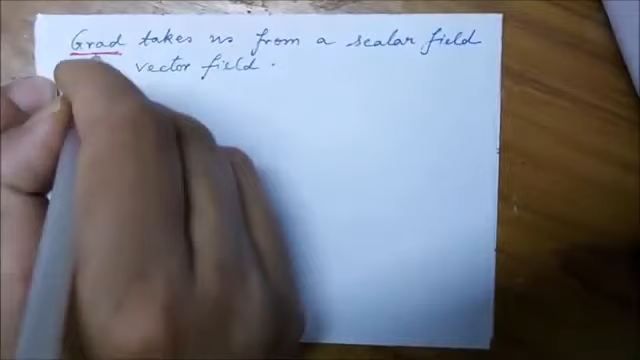 Grad takes us from a scalar field
vector field.